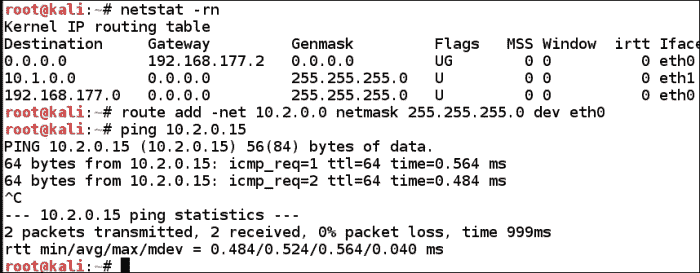 root@kali:~# netstat -rn
Kernel IP routing table
Destination     Gateway         Genmask         Flags   MSS Window  irtt Iface
0.0.0.0         192.168.177.2   0.0.0.0         UG        0 0          0 eth0
10.1.0.0        0.0.0.0         255.255.255.0   U         0 0          0 eth1
192.168.177.0   0.0.0.0         255.255.255.0   U         0 0          0 eth0
root@kali:~# route add -net 10.2.0.0 netmask 255.255.255.0 dev eth0
root@kali:~# ping 10.2.0.15
PING 10.2.0.15 (10.2.0.15) 56(84) bytes of data.
64 bytes from 10.2.0.15: icmp_req=1 ttl=64 time=0.564 ms
64 bytes from 10.2.0.15: icmp_req=2 ttl=64 time=0.484 ms
^C
--- 10.2.0.15 ping statistics ---
2 packets transmitted, 2 received, 0% packet loss, time 999ms
rtt min/avg/max/mdev = 0.484/0.524/0.564/0.040 ms
root@kali:~#